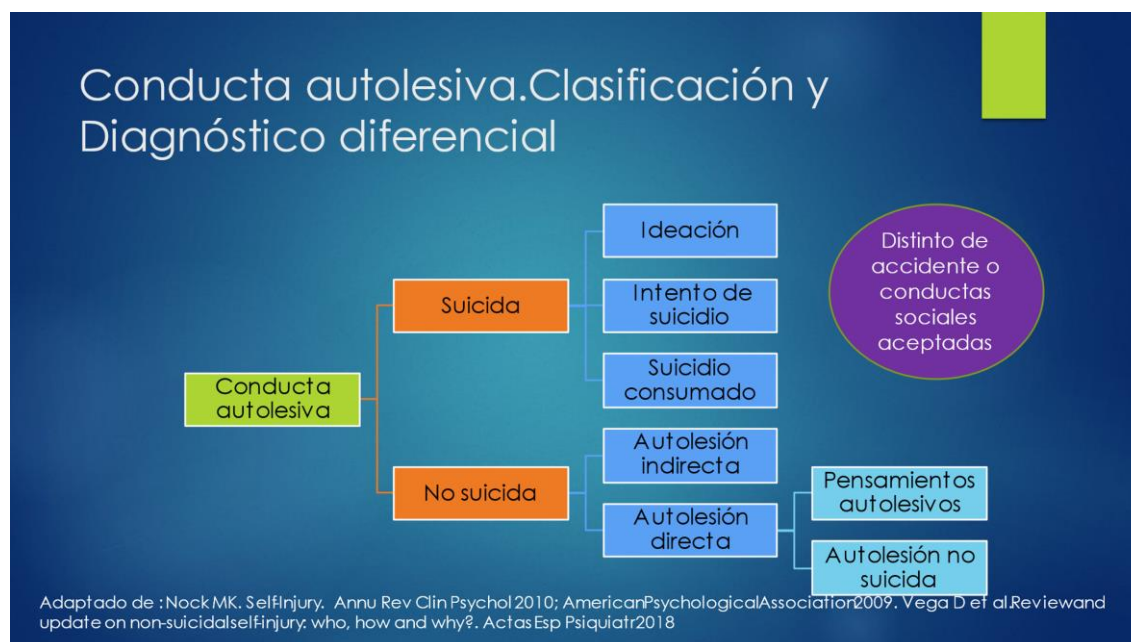 Conducta autolesiva.Clasificación y
Diagnóstico diferencial
Ideación
Distinto de
accidente o
conductas
sociales
aceptadas
Suicida
Intento de
suicidio
Suicidio
consumado
Conducta
autolesiva
Autolesión
indirecta
No suicida
Pensamientos
autolesivos
Autolesión
directa
Autolesión no
suicida
Adaptado de : Nock MK. Self-Injury. Annu Rev Clin Psychol 2010; AmericanPsychologicalAssociation2009. Vega D et al.Reviewand
update on non-suicidalself-injury: who, how and why?. Actas Esp Psiquiatr2018